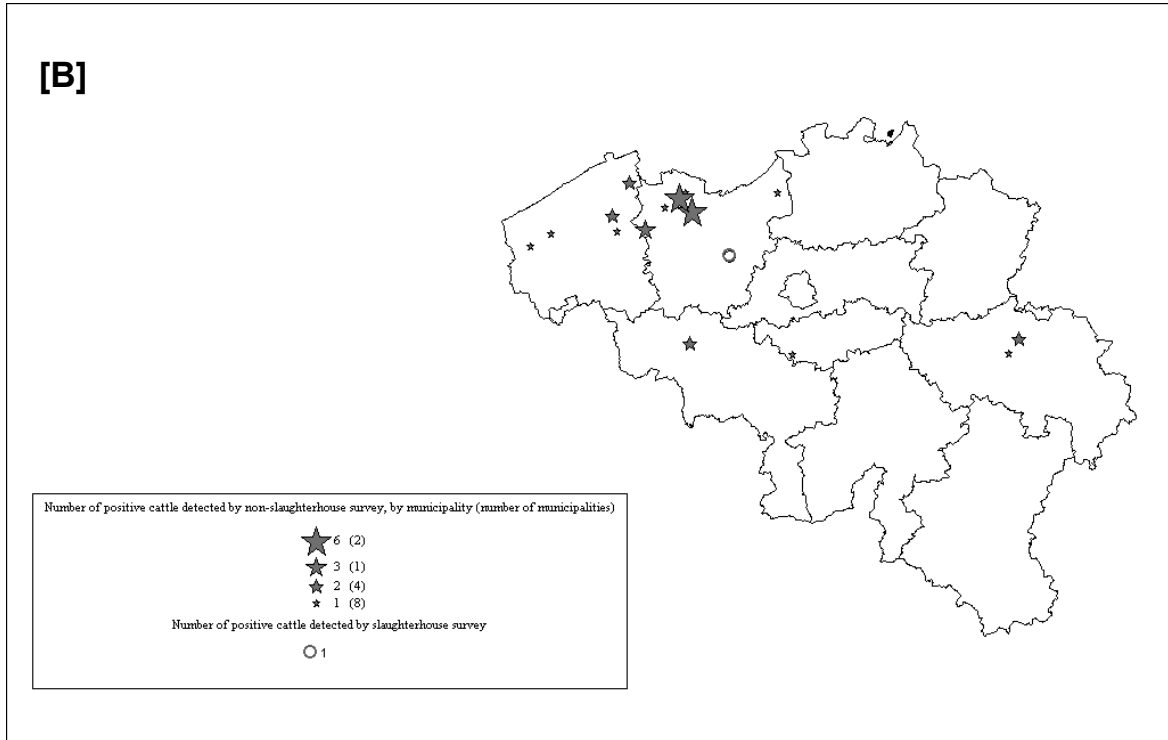 [B]
Number of positive cattle detected by non-slaughterhouse survey, by municipality (number of municipalities)
6 (2)
3 (1)
2 (4)
1 (8)
Number of positive cattle detected by slaughterhouse survey
1